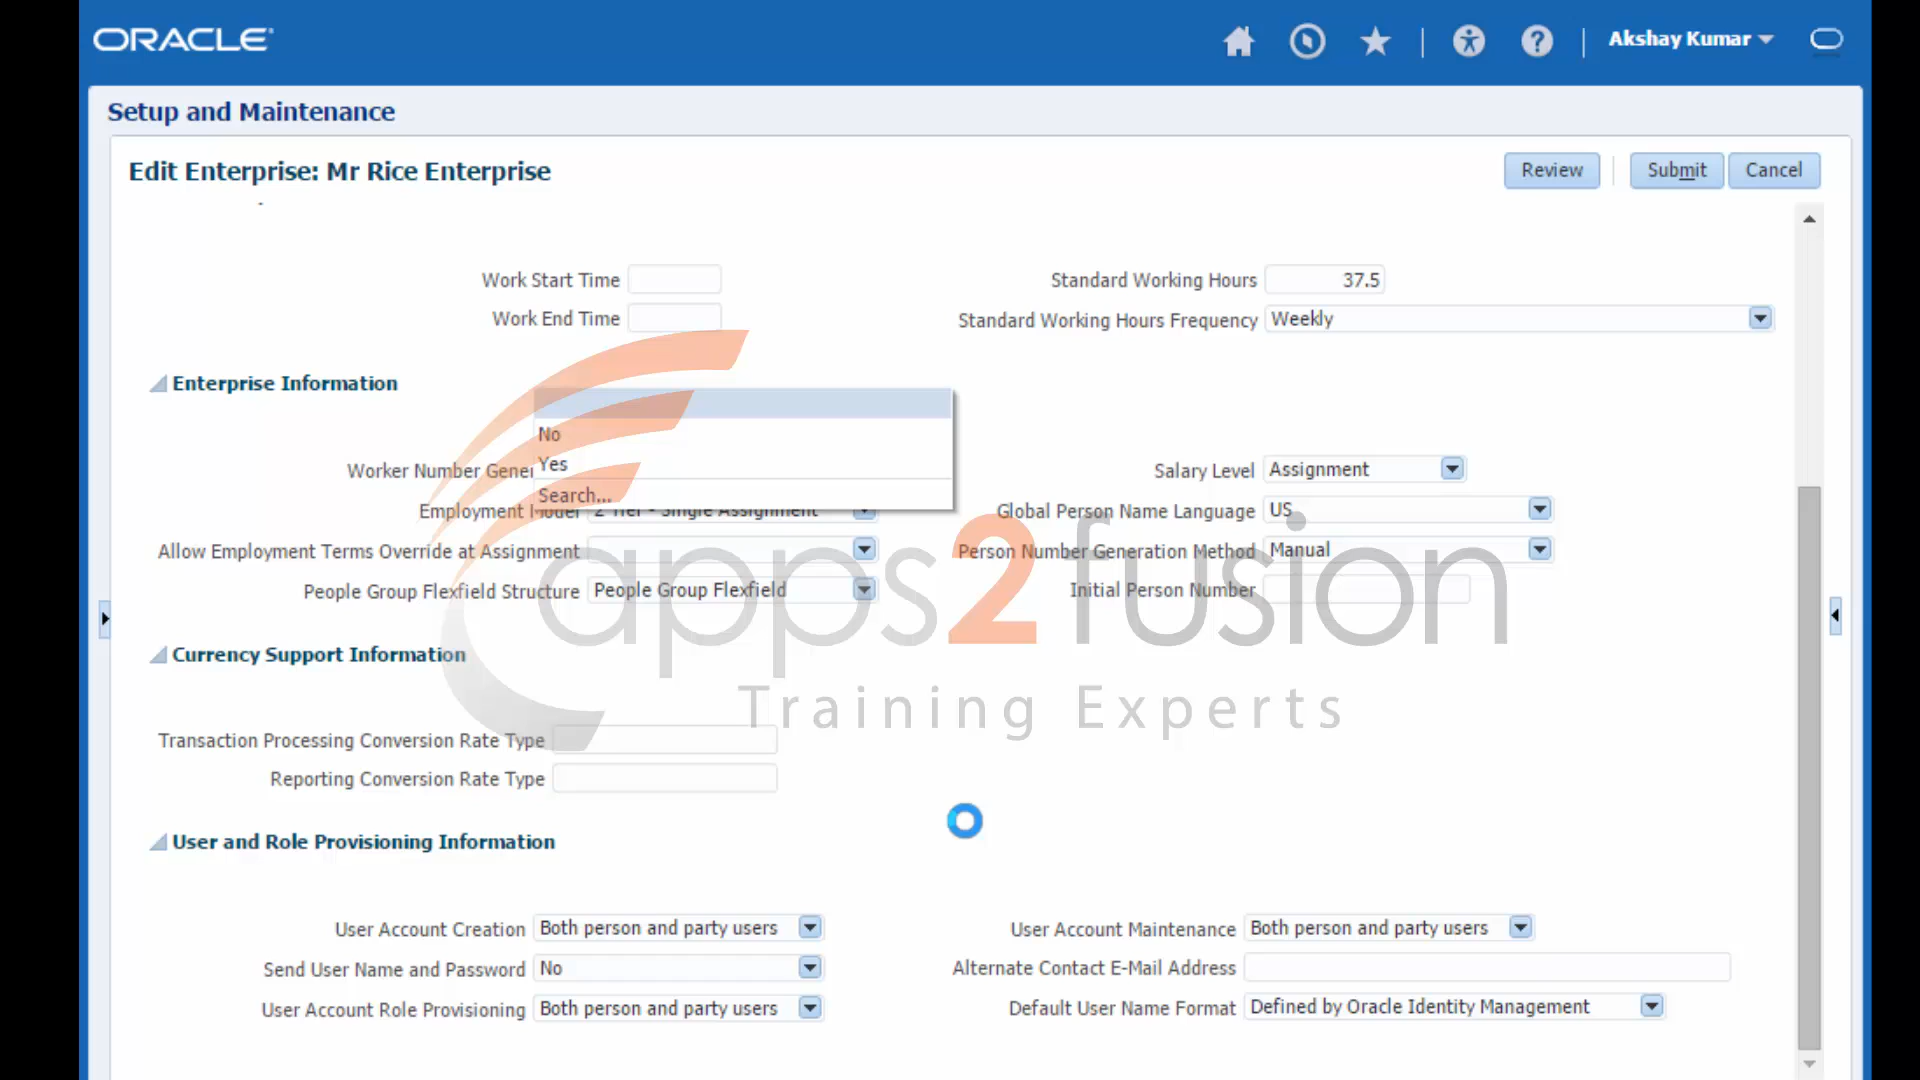 ORACLE
Akshay Kumar
Setup and Maintenance
Edit Enterprise: Mr Rice Enterprise
Review
Submit
Cancel
Work Start Time
Standard Working Hours 37.5
Work End Time
Standard Working Hours Frequency Weekly
Enterprise Information
No
Yes
Search...
Worker Number Gener
Salary Level Assignment
Employment Model 2 Tier - Single Assignment
Global Person Name Language US
Allow Employment Terms Override at Assignment
Person Number Generation Method Manual
People Group Flexfield Structure People Group Flexfield
Initial Person Number
apps2fusion
Training Experts
Currency Support Information
Transaction Processing Conversion Rate Type
Reporting Conversion Rate Type
User and Role Provisioning Information
User Account Creation Both person and party users
User Account Maintenance Both person and party users
Send User Name and Password No
Alternate Contact E-Mail Address
User Account Role Provisioning Both person and party users
Default User Name Format Defined by Oracle Identity Management